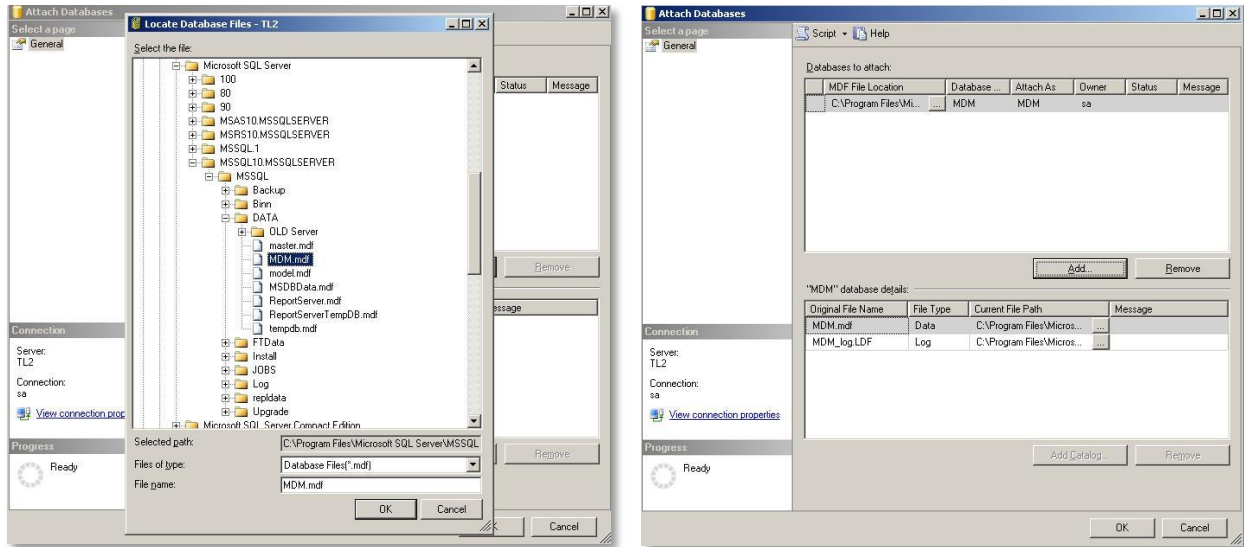 Attach Databases
Select a page
General
Locate Database Files - TL2
Select the file:
Microsoft SQL Server
100
80
90
MSAS10.MSSQLSERVER
MSRS10.MSSQLSERVER
MSSQL.1
MSSQL10.MSSQLSERVER
MSSQL
Backup
Binn
DATA
OLD Server
master.mdf
MDM.mdf
model.mdf
MSDBData.mdf
ReportServer.mdf
ReportServerTempDB.mdf
tempdb.mdf
FTData
Install
JOBS
Log
repldata
Upgrade
Microsoft SQL Server Compact Edition
Selected path: C:\Program Files\Microsoft SQL Server\MSSQL
Files of type: Database Files(*.mdf)
File name: MDM.mdf
OK Cancel
Status Message
Remove
essage
Remove
Cancel
Connection
Server:
TL2
Connection:
sa
View connection prop
Progress
Ready
Attach Databases
Select a page
General
Script Help
Databases to attach:
MDF File Location Database ... Attach As Owner Status Message
C:\Program Files\Mi... ... MDM MDM sa
Add... Remove
"MDM" database details:
Original File Name File Type Current File Path Message
MDM.mdf Data C:\Program Files\Micros... ...
MDM_log.LDF Log C:\Program Files\Micros... ...
Add Catalog... Remove
Connection
Server:
TL2
Connection:
sa
View connection properties
Progress
Ready
OK Cancel